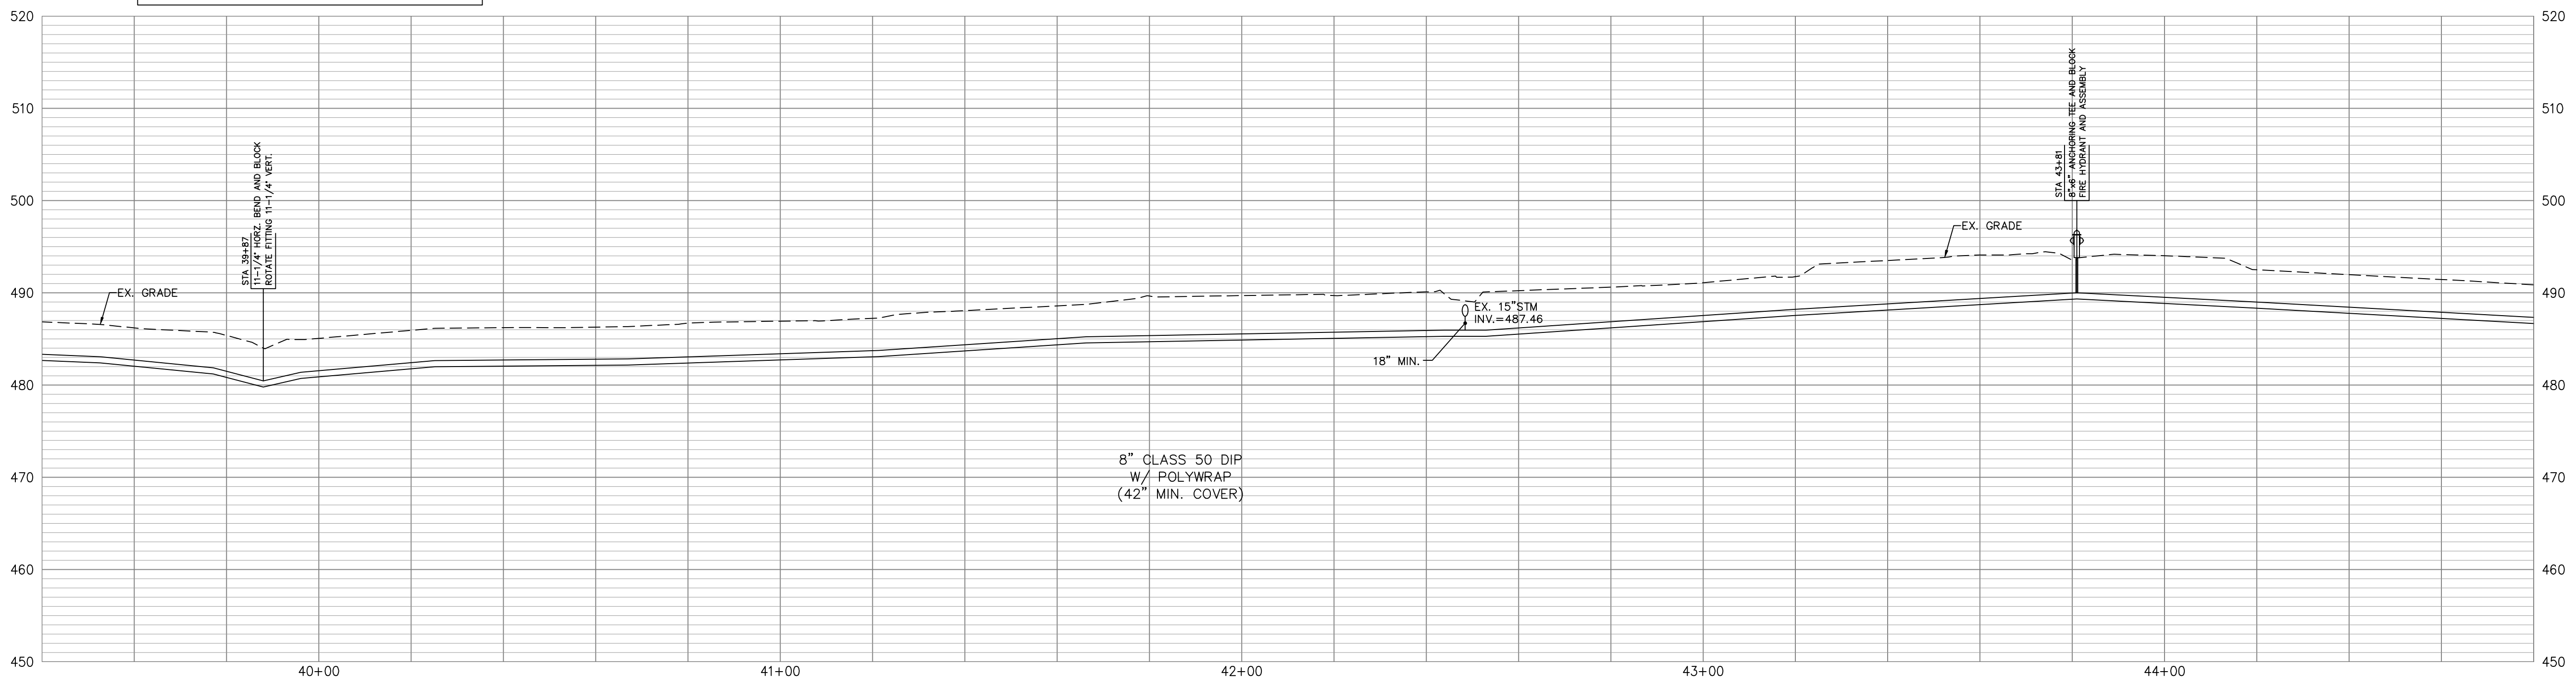 520
520
510
510
500
500
490
490
480
480
470
470
460
460
450
450
STA 39+87
11-1/4° HORZ. BEND AND BLOCK
ROTATE FITTING 11-1/4° VERT.
EX. GRADE
8" CLASS 50 DIP
W/ POLYWRAP
(42" MIN. COVER)
18" MIN.
EX. 15"STM
INV.=487.46
EX. GRADE
STA 43+81
8"x6" ANCHORING TEE AND BLOCK
FIRE HYDRANT AND ASSEMBLY
40+00
41+00
42+00
43+00
44+00